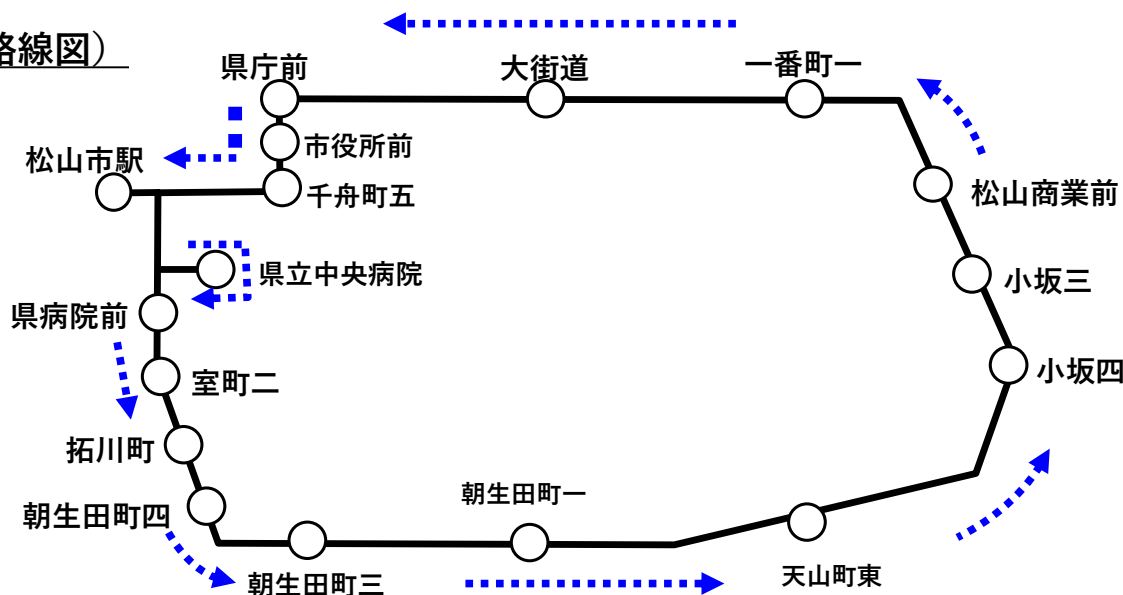 路線図）
県庁前
大街道
一番町一
市役所前
松山市駅
千舟町五
松山商業前
県立中央病院
小坂三
県病院前
小坂四
室町二
拓川町
朝生田町一
朝生田町四
天山町東
朝生田町三